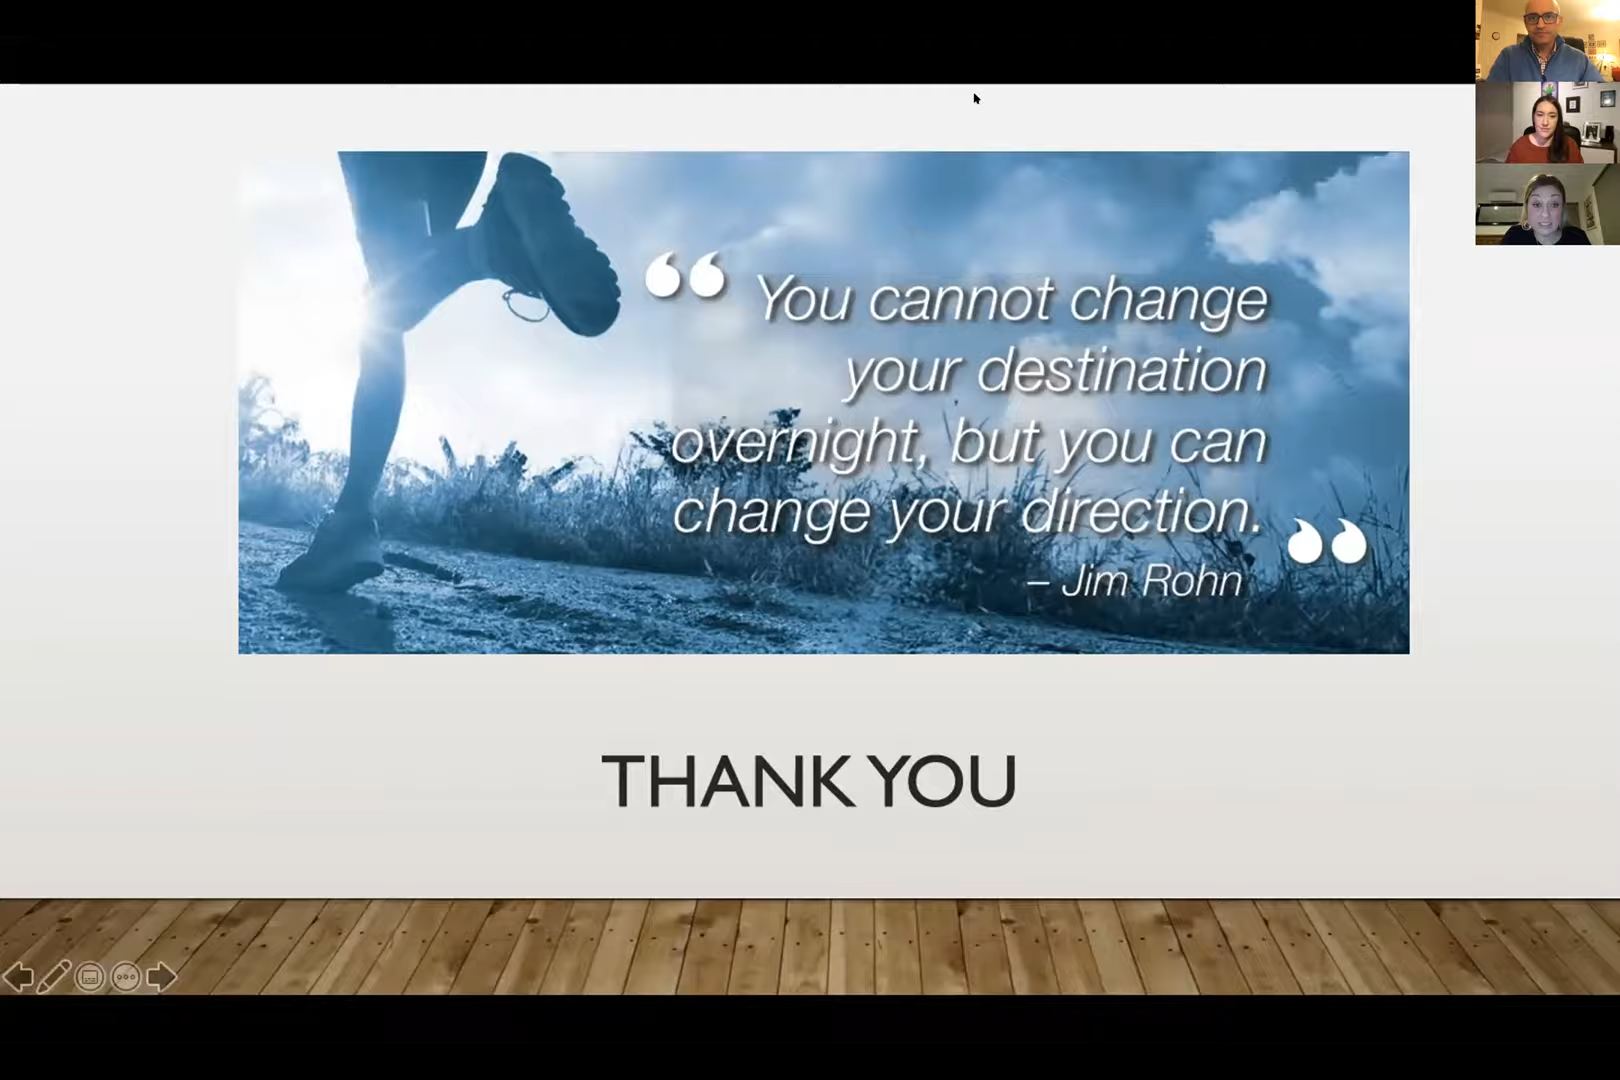 “ You cannot change
your destination
overnight, but you can
change your direction. ”
– Jim Rohn
THANK YOU